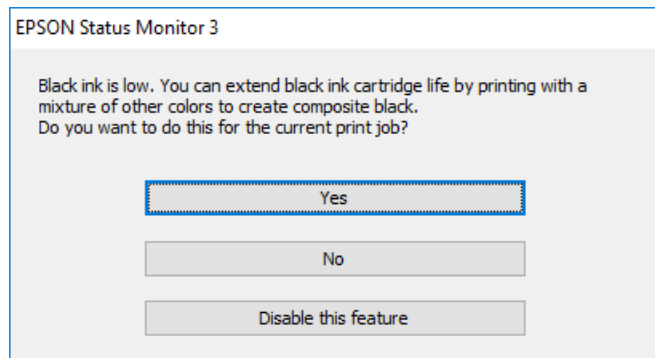 EPSON Status Monitor 3
Black ink is low. You can extend black ink cartridge life by printing with a
mixture of other colors to create composite black.
Do you want to do this for the current print job?
Yes
No
Disable this feature